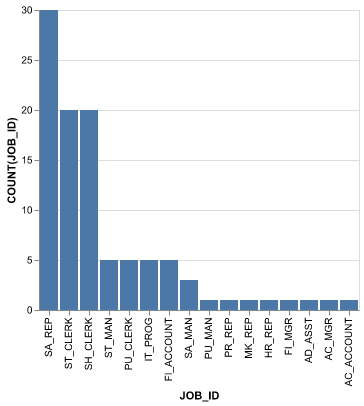 30
25
20
15
10
5
0
COUNT(JOB_ID)
SA_REP
ST_CLERK
SH_CLERK
ST_MAN
PU_CLERK
IT_PROG
FI_ACCOUNT
SA_MAN
PU_MAN
PR_REP
MK_REP
HR_REP
FI_MGR
AD_ASST
AC_MGR
AC_ACCOUNT
JOB_ID